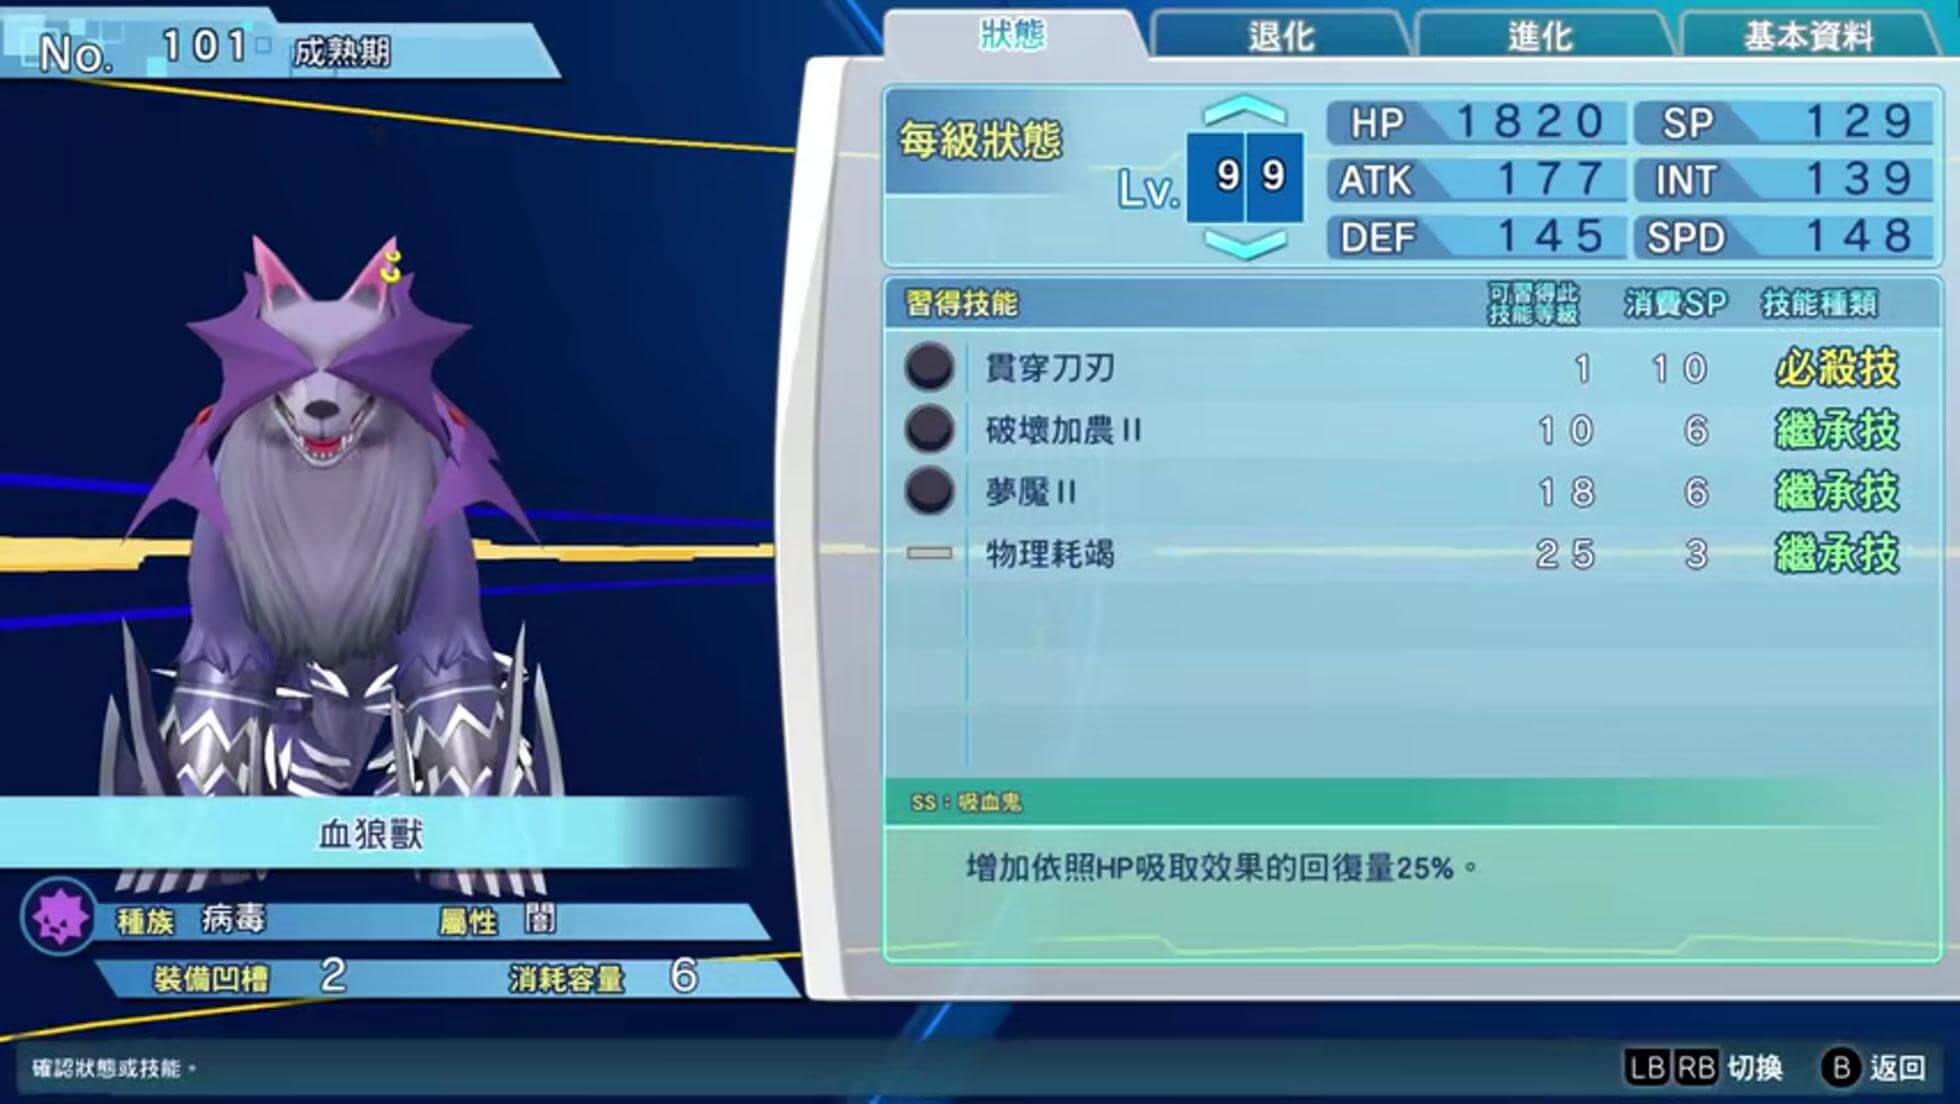 No. 101 成熟期
狀態 退化 進化 基本資料
每級狀態
Lv. 99
HP 1820 SP 129
ATK 177 INT 139
DEF 145 SPD 148
習得技能 可習得此技能等級 消費SP 技能種類
貫穿刀刃 1 10 必殺技
破壞加農II 10 6 繼承技
夢魘II 18 6 繼承技
物理耗竭 25 3 繼承技
SS：吸血鬼
增加依照HP吸取效果的回復量25%。
血狼獸
種族 病毒 屬性 闇
裝備凹槽 2 消耗容量 6
確認狀態或技能。
LB RB 切換 B 返回